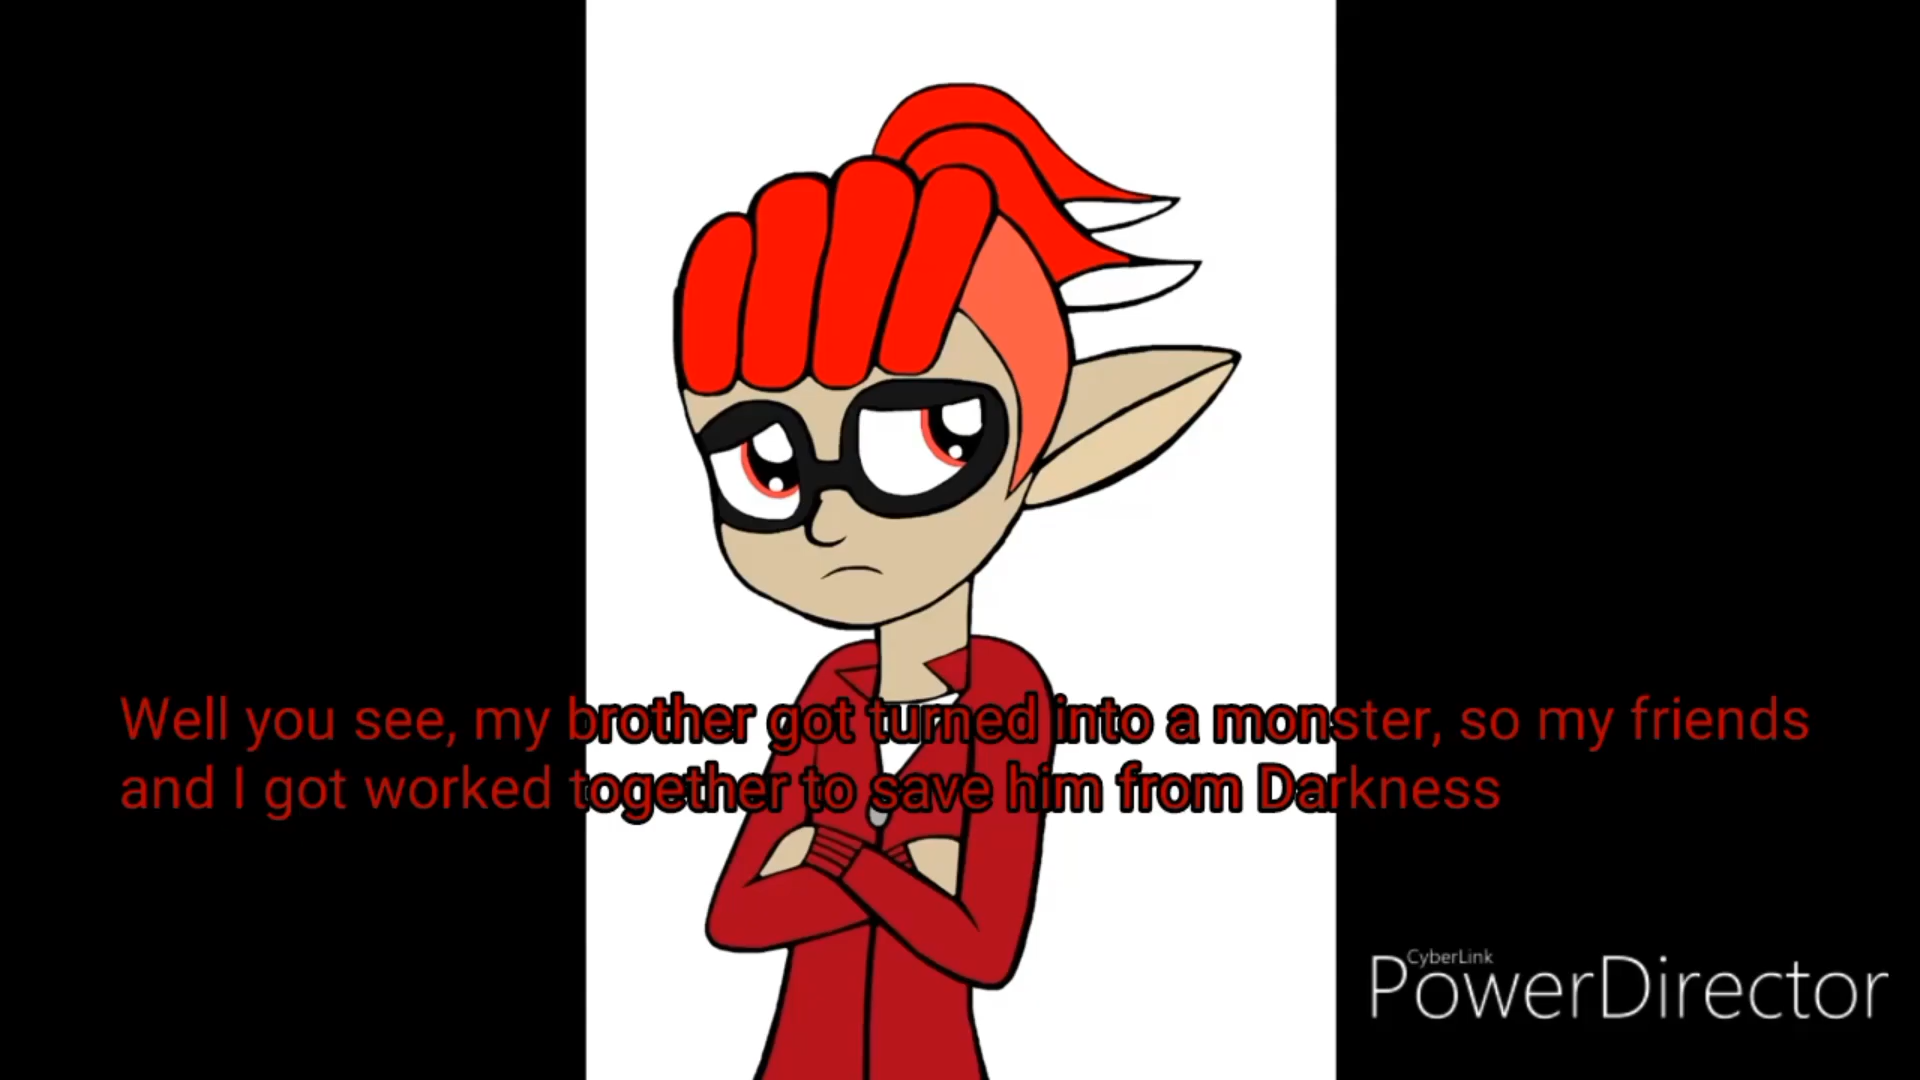 Well you see, my brother got turned into a monster, so my friends
and I got worked together to save him from Darkness
CyberLink
PowerDirector